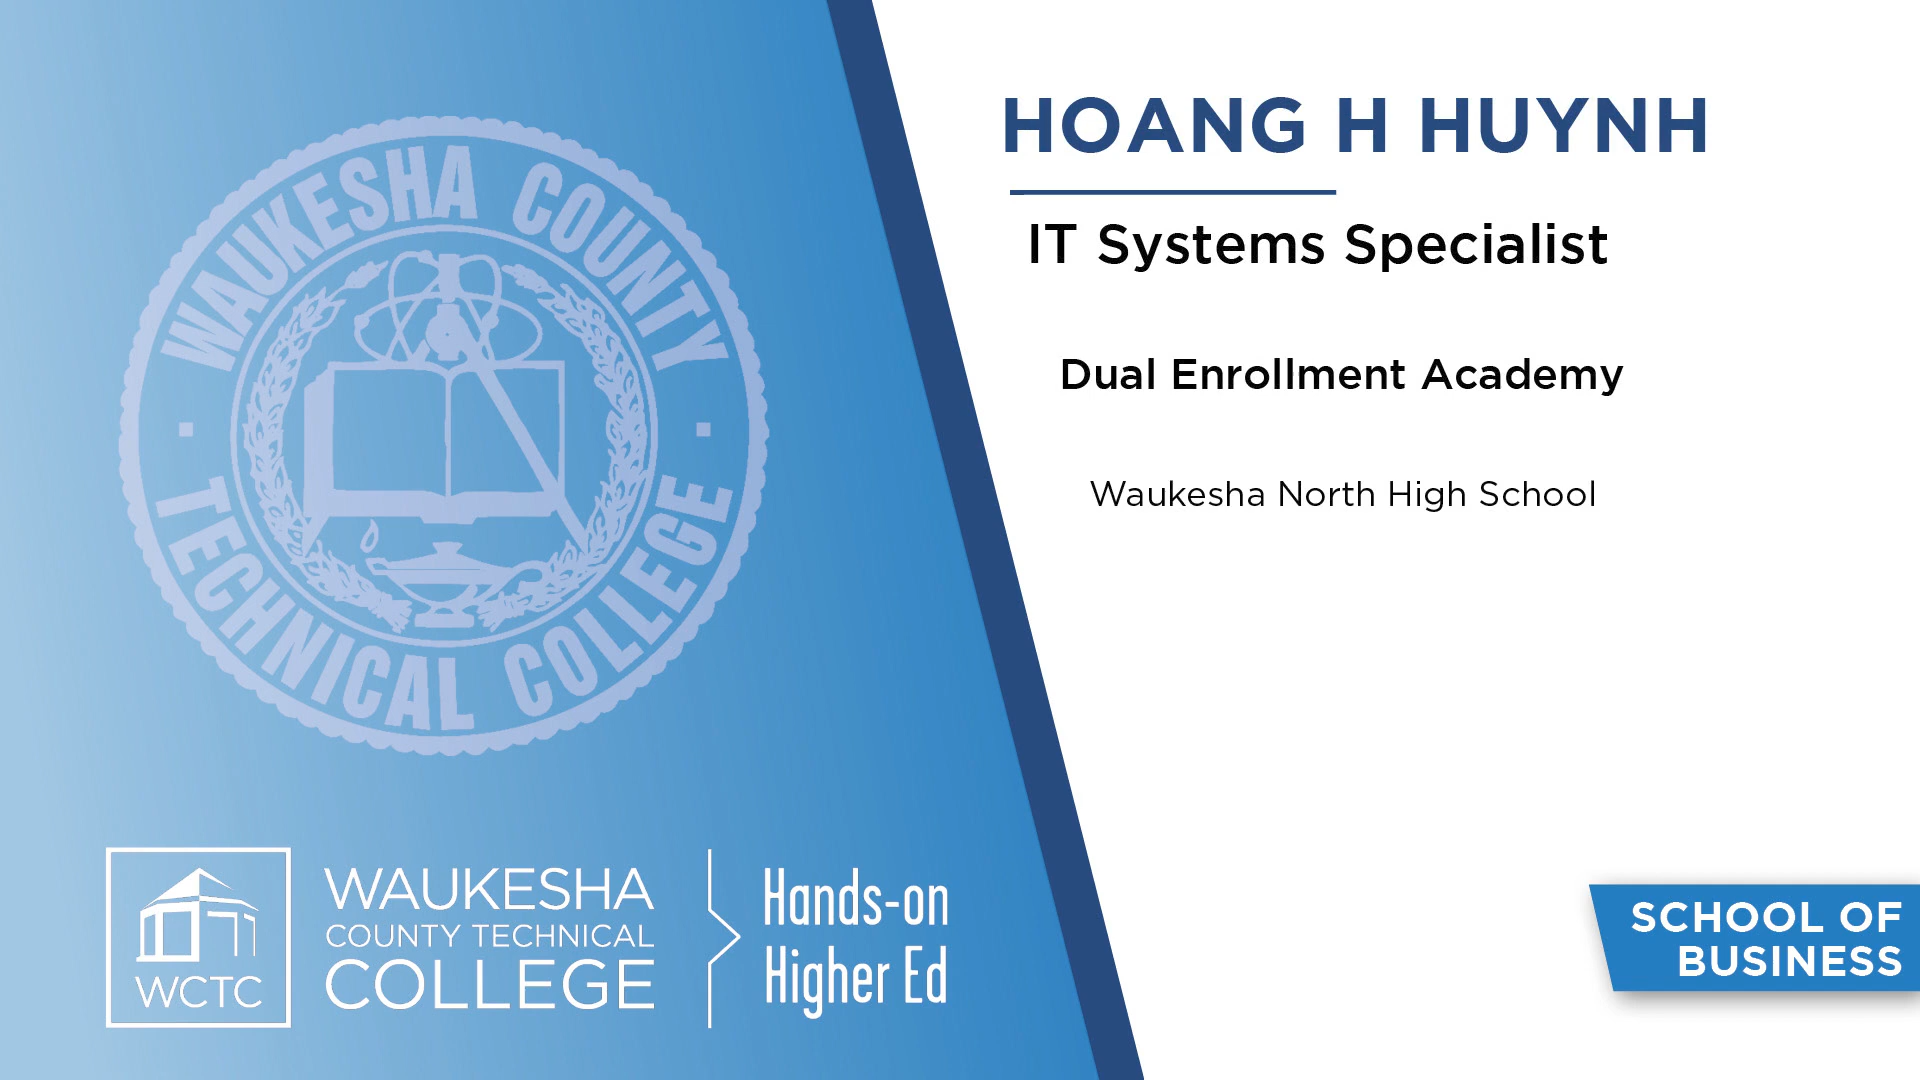 WAUKESHA COUNTY
TECHNICAL COLLEGE
WCTC
WAUKESHA
COUNTY TECHNICAL
COLLEGE
Hands-on
Higher Ed
HOANG H HUYNH
IT Systems Specialist
Dual Enrollment Academy
Waukesha North High School
SCHOOL OF
BUSINESS